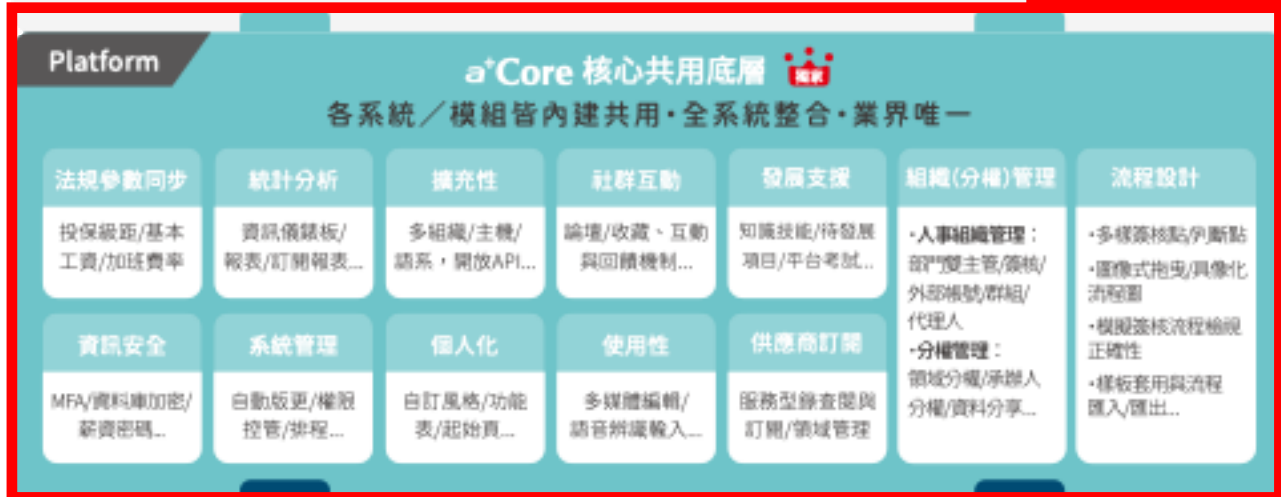 Platform
a⁺Core 核心共用底層 獨家
各系統／模組皆內建共用・全系統整合・業界唯一
法規參數同步
投保級距/基本
工資/加班費率
統計分析
資訊儀錶板/
報表/訂閱報表...
擴充性
多組織/主機/
語系，開放API...
社群互動
論壇/收藏、互動
與回饋機制...
發展支援
知識技能/待發展
項目/平台考試...
組織(分權)管理
・人事組織管理：
部門雙主管/簽核/
外部帳號/群組/
代理人
・分權管理：
領域分權/承辦人
分權/資料分享...
流程設計
・多樣簽核點/判斷點
・圖像式拖曳/具像化
流程圖
・模擬簽核流程檢視
正確性
・樣板套用與流程
匯入/匯出...
資訊安全
MFA/資料庫加密/
薪資密碼...
系統管理
自動版更/權限
控管/排程...
個人化
自訂風格/功能
表/起始頁...
使用性
多媒體編輯/
語音辨識輸入...
供應商訂閱
服務型錄查閱與
訂閱/領域管理